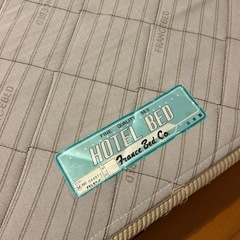 FRANCEBED
FINE QUALITY BED
HOTEL BED
France Bed Co.